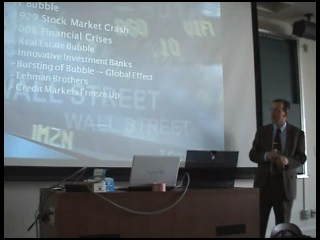 Bubble
1929 Stock Market Crash
2008 Financial Crises
Real Estate Bubble
Innovative Investment Banks
Bursting of Bubble – Global Effect
Lehman Brothers
Credit Markets Freeze Up
WALL STREET
WALL STREET